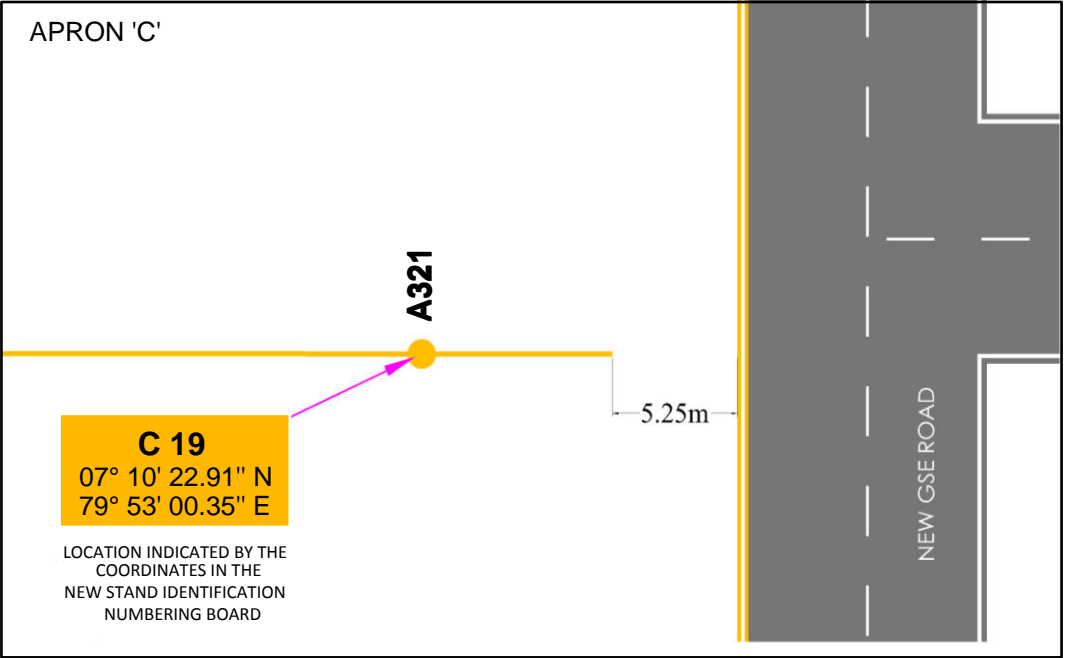 APRON 'C'
A321
5.25m
C 19
07° 10' 22.91" N
79° 53' 00.35" E
LOCATION INDICATED BY THE
COORDINATES IN THE
NEW STAND IDENTIFICATION
NUMBERING BOARD
NEW GSE ROAD